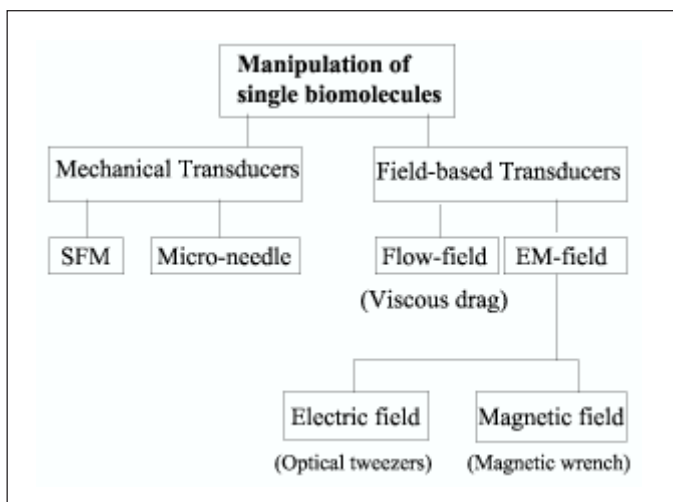 Manipulation of
single biomolecules
Mechanical Transducers
Field-based Transducers
SFM
Micro-needle
Flow-field
EM-field
(Viscous drag)
Electric field
Magnetic field
(Optical tweezers)
(Magnetic wrench)